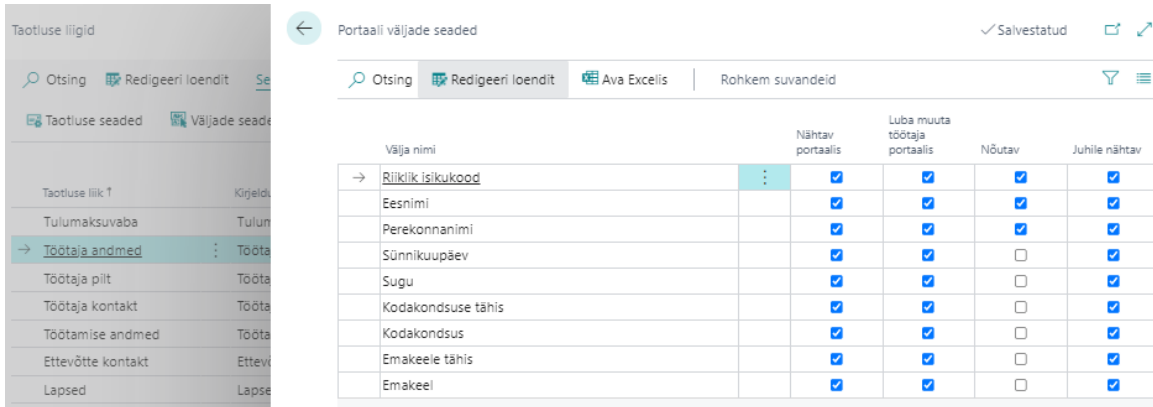 Taotluse liigid
Otsing Redigeeri loendit
Taotluse seaded
Taotluse liik ↑
Tulumaksuvaba
Töötaja andmed
Töötaja pilt
Töötaja kontakt
Töötamise andmed
Ettevõtte kontakt
Lapsed Lapse
Portaali väljade seaded Salvestatud
Otsing Redigeeri loendit Ava Excelis Rohkem suvandeid
Välja nimi Nähtav portaalis Luba muuta töötaja portaalis Nõutav Juhile nähtav
Riiklik isikukood
Eesnimi
Perekonnanimi
Sünnikuupäev
Sugu
Kodakondsuse tähis
Kodakondsus
Emakeele tähis
Emakeel